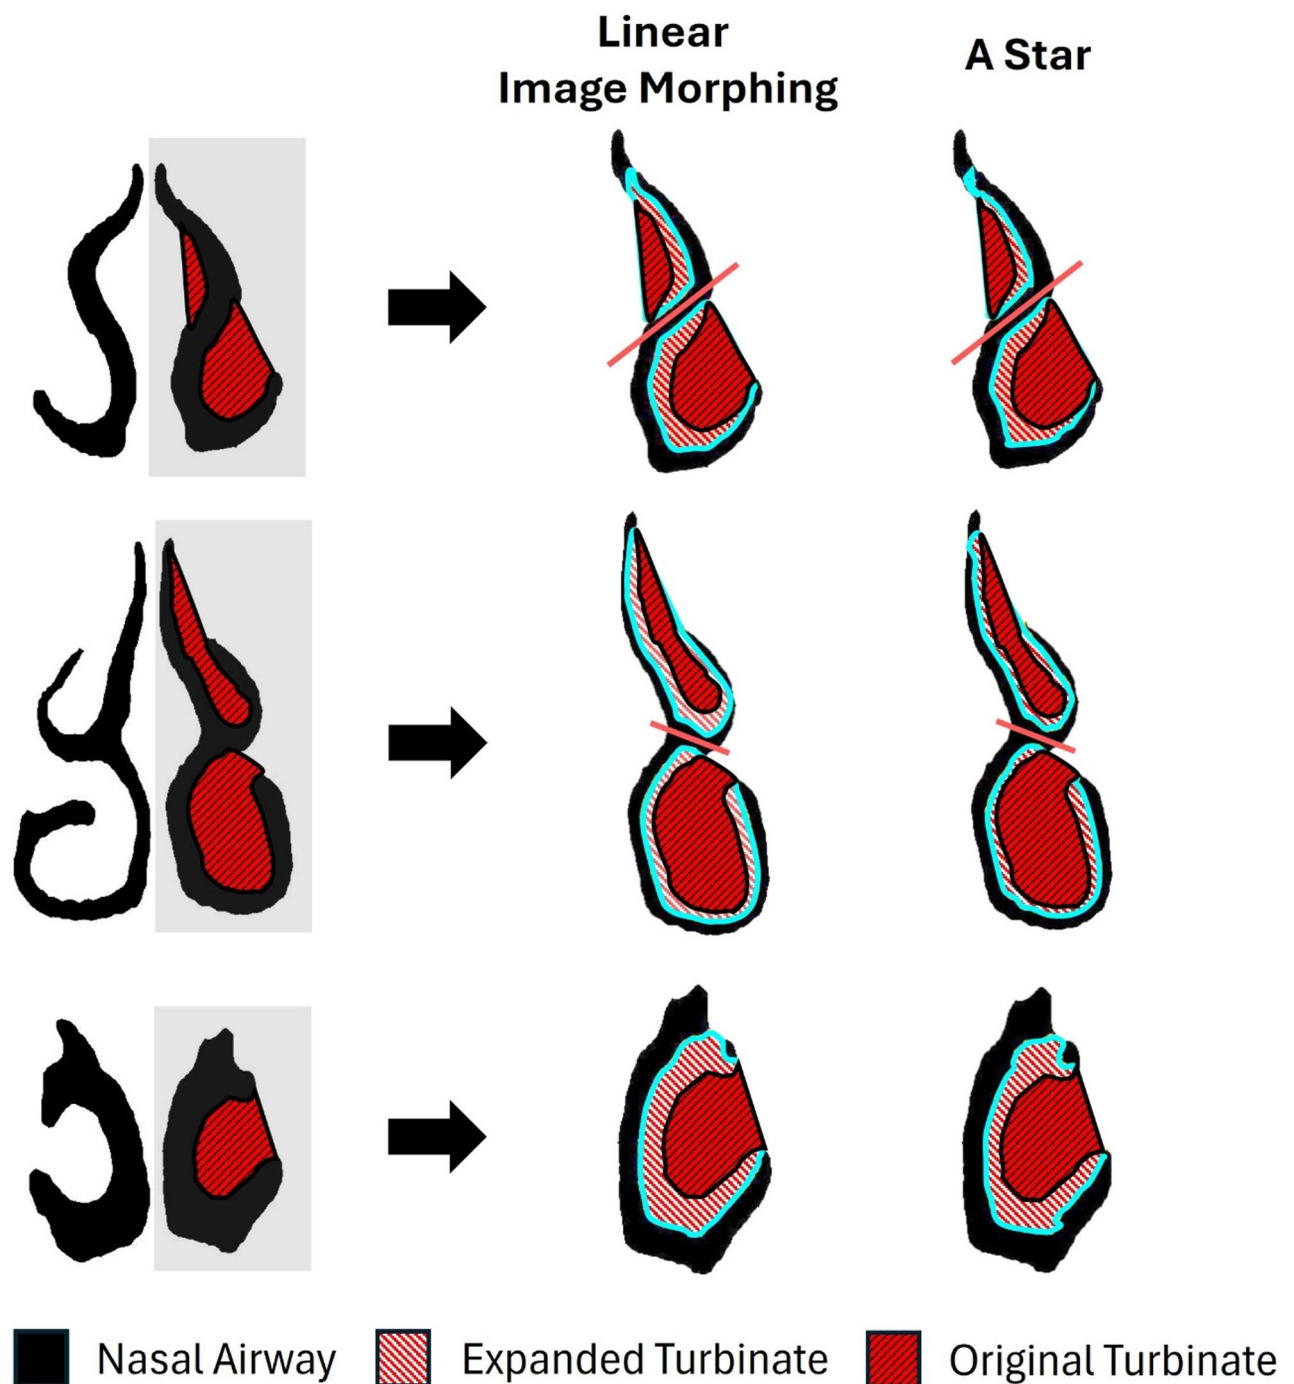 Linear
Image Morphing
A Star
Nasal Airway
Expanded Turbinate
Original Turbinate